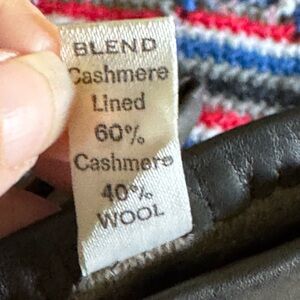 BLEND
Cashmere
Lined
60%
Cashmere
40%
WOOL